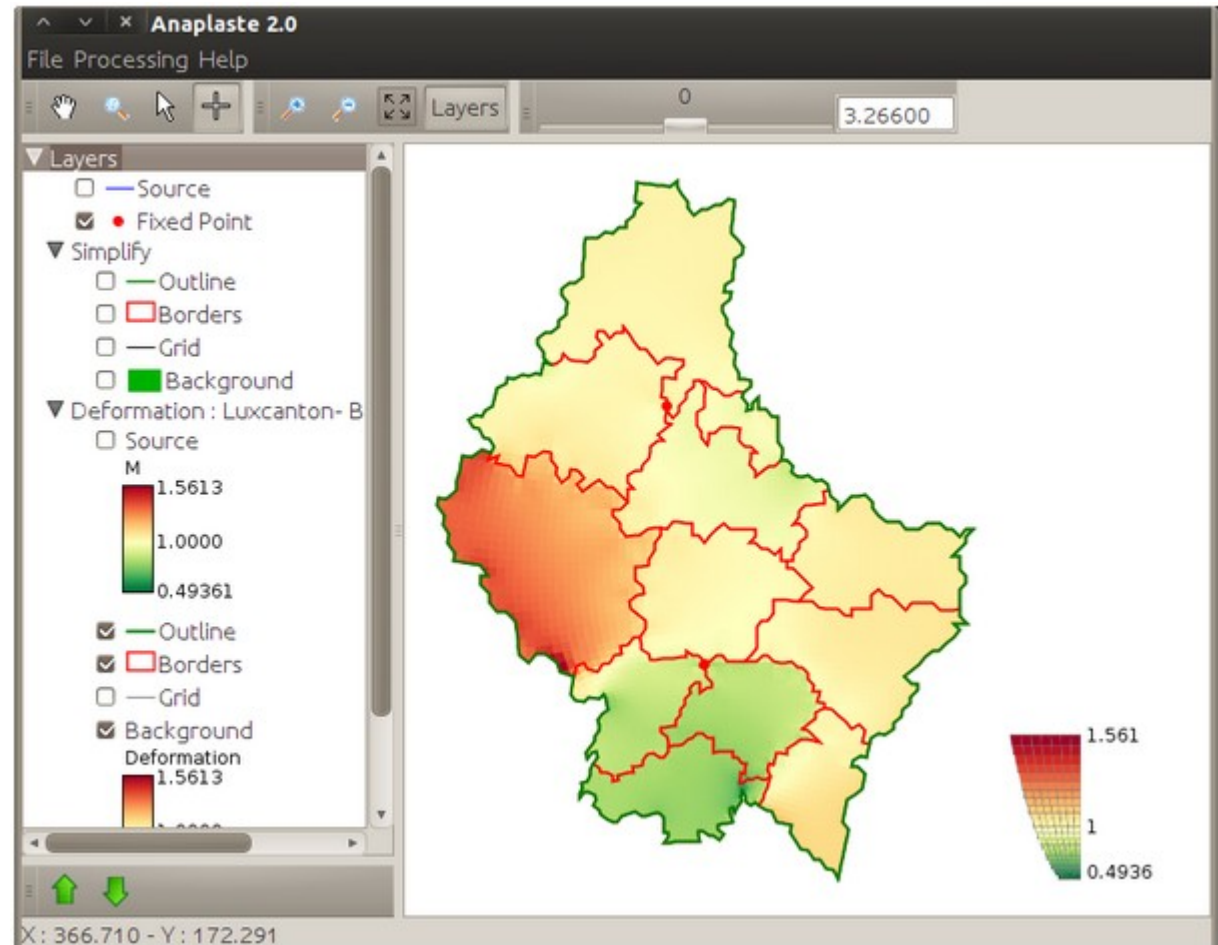 Anaplaste 2.0
File Processing Help
Layers
0
3.26600
Layers
Source
Fixed Point
Simplify
Outline
Borders
Grid
Background
Deformation : Luxcanton- B
Source
M
1.5613
1.0000
0.49361
Outline
Borders
Grid
Background
Deformation
1.5613
1.561
1
0.4936
X : 366.710 - Y : 172.291